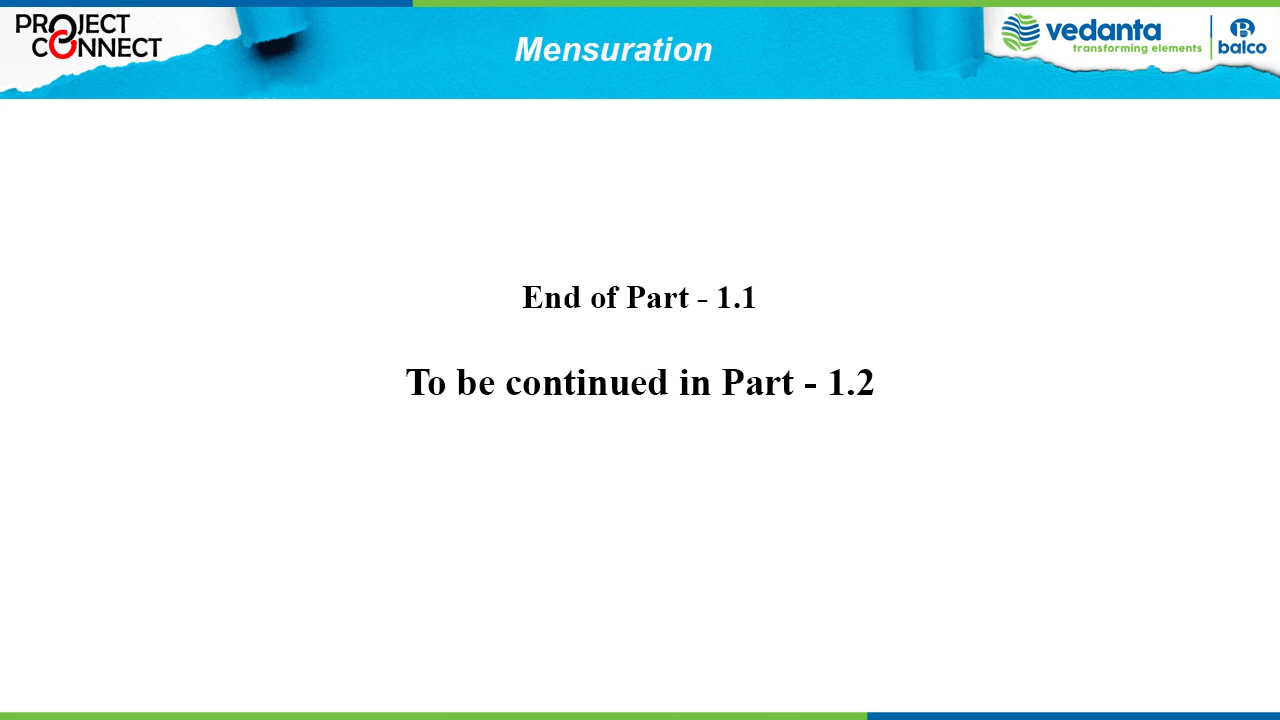 PROJECT
CONNECT
Mensuration
vedanta
transforming elements
balco
End of Part - 1.1
To be continued in Part - 1.2